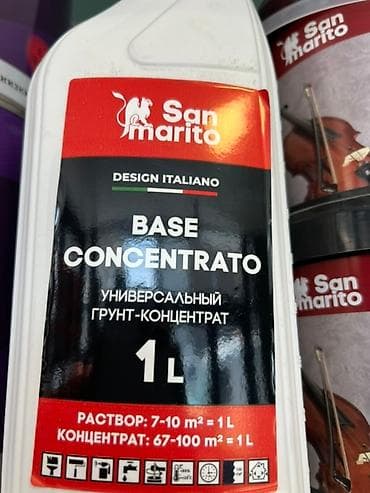 San
marito
DESIGN ITALIANO
BASE
CONCENTRATO
УНИВЕРСАЛЬНЫЙ
ГРУНТ-КОНЦЕНТРАТ
1 L
РАСТВОР: 7-10 m² = 1 L
КОНЦЕНТРАТ: 67-100 m² = 1 L
San
marito
San
marito